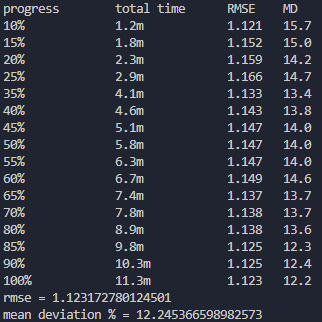 progress total time RMSE MD
10% 1.2m 1.121 15.7
15% 1.8m 1.152 15.0
20% 2.3m 1.159 14.2
25% 2.9m 1.166 14.7
35% 4.1m 1.133 13.4
40% 4.6m 1.143 13.8
45% 5.1m 1.147 14.0
50% 5.8m 1.147 14.0
55% 6.3m 1.147 14.0
60% 6.7m 1.149 14.6
65% 7.4m 1.137 13.7
70% 7.8m 1.138 13.7
80% 8.9m 1.138 13.6
85% 9.8m 1.125 12.3
90% 10.3m 1.125 12.4
100% 11.3m 1.123 12.2
rmse = 1.123172780124501
mean deviation % = 12.245366598982573